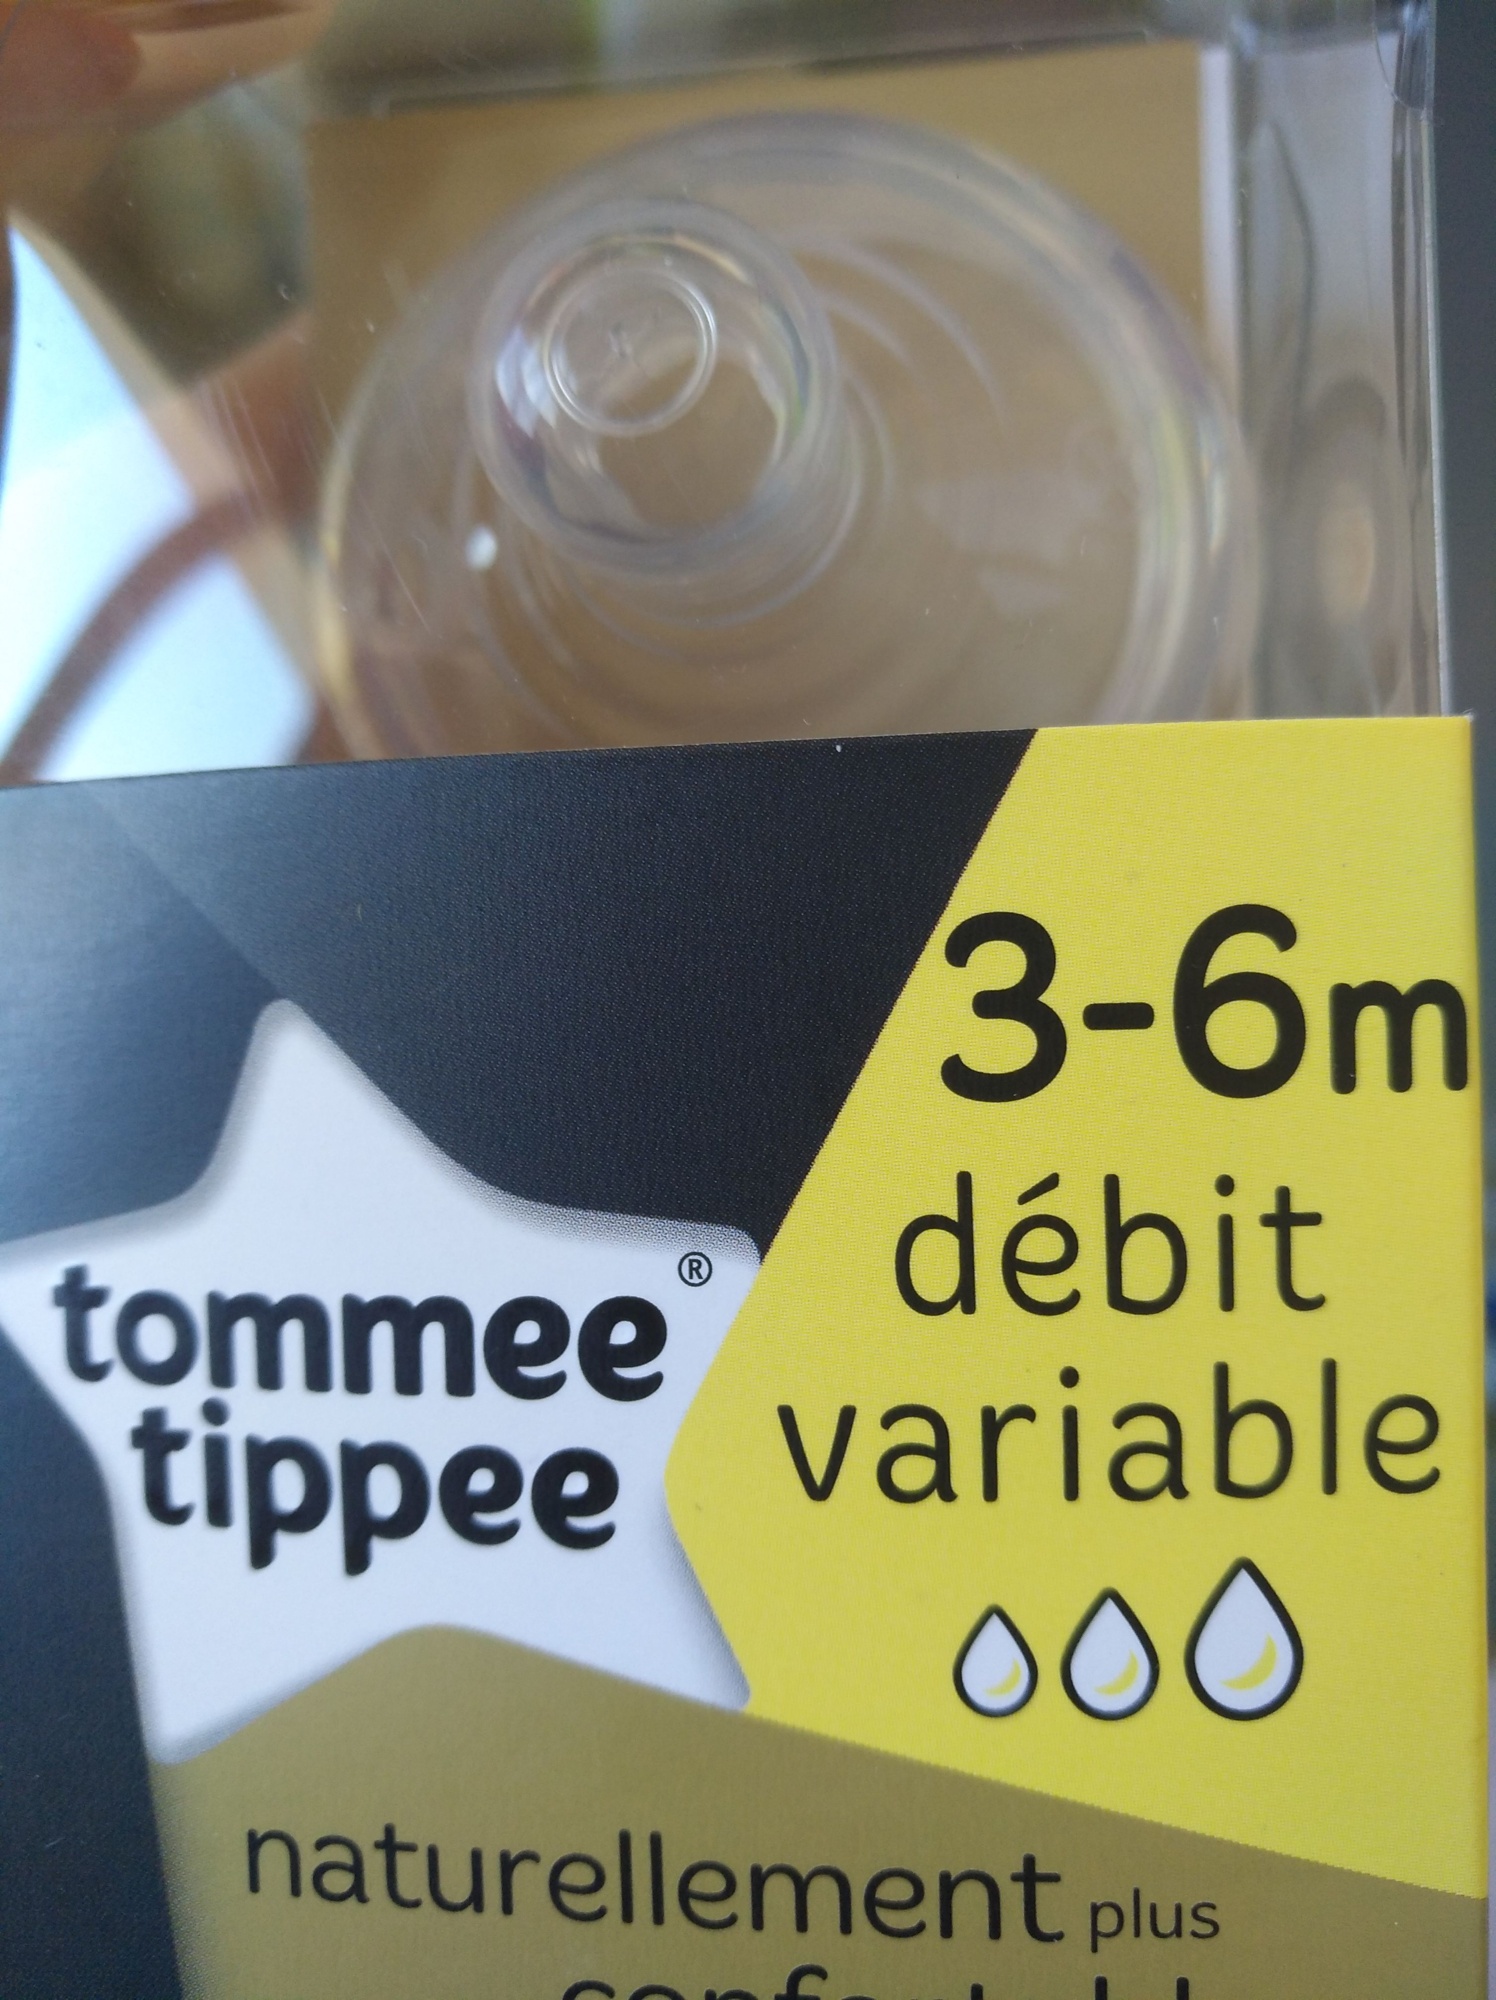 3-6m
débit
variable
tommee®
tippee
naturellement plus